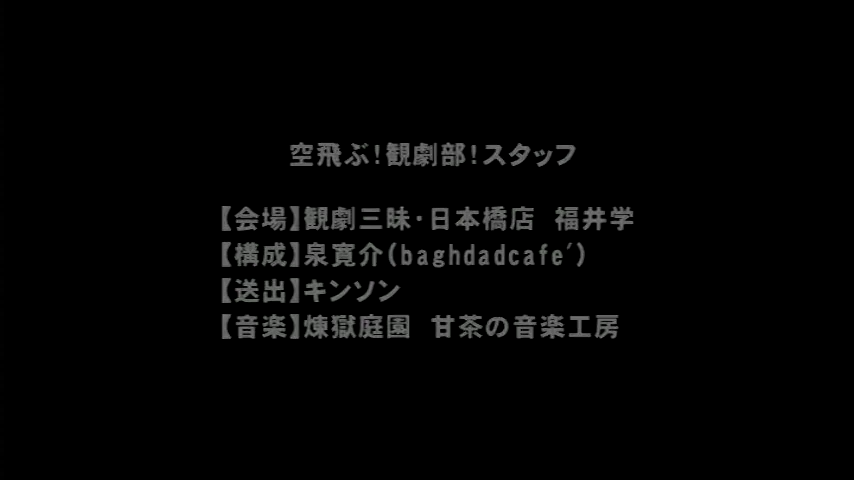 空飛ぶ!観劇部!スタッフ
【会場】観劇三昧・日本橋店　福井学
【構成】泉寛介(baghdadcafe')
【送出】キンソン
【音楽】煉獄庭園　甘茶の音楽工房